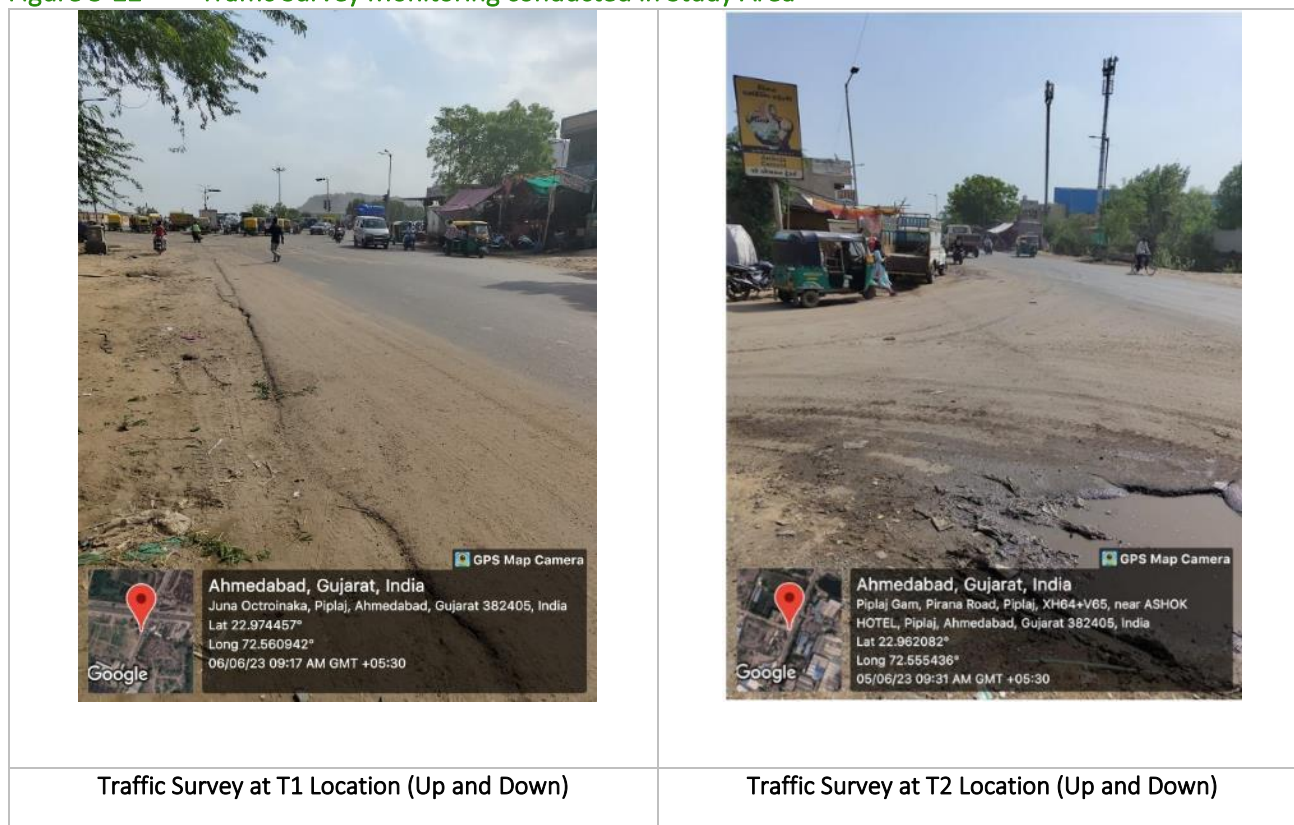 Traffic Survey Monitoring conducted in Study Area
GPS Map Camera
Ahmedabad, Gujarat, India
Juna Octroinaka, Piplaj, Ahmedabad, Gujarat 382405, India
Lat 22.974457°
Long 72.560942°
06/06/23 09:17 AM GMT +05:30
Google
GPS Map Camera
Ahmedabad, Gujarat, India
Piplaj Gam, Pirana Road, Piplaj, XH64+V65, near ASHOK
HOTEL, Piplaj, Ahmedabad, Gujarat 382405, India
Lat 22.962082°
Long 72.555436°
05/06/23 09:31 AM GMT +05:30
Google
Traffic Survey at T1 Location (Up and Down)
Traffic Survey at T2 Location (Up and Down)